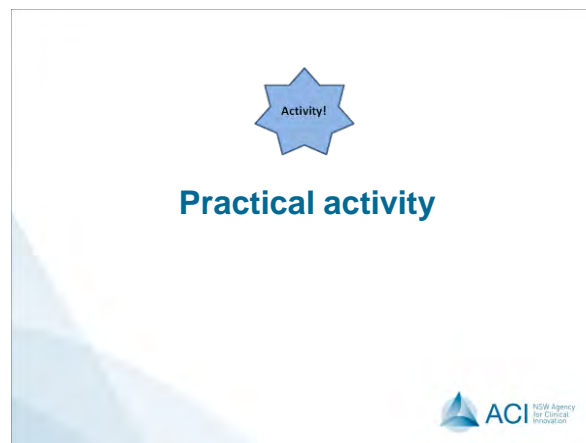 Activity!
Practical activity
ACI NSW Agency
for Clinical
Innovation